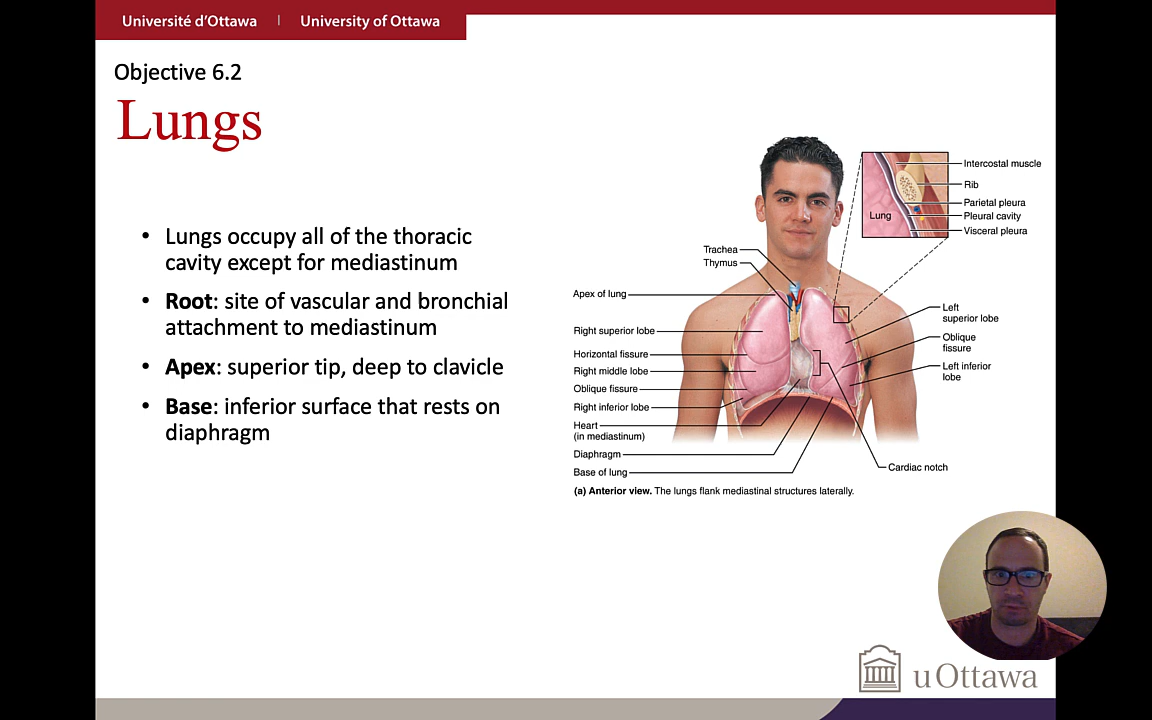 Université d'Ottawa | University of Ottawa
Objective 6.2
Lungs
• Lungs occupy all of the thoracic
cavity except for mediastinum
• Root: site of vascular and bronchial
attachment to mediastinum
• Apex: superior tip, deep to clavicle
• Base: inferior surface that rests on
diaphragm
Intercostal muscle
Rib
Parietal pleura
Lung
Pleural cavity
Visceral pleura
Trachea
Thymus
Apex of lung
Right superior lobe
Horizontal fissure
Right middle lobe
Oblique fissure
Right inferior lobe
Heart
(in mediastinum)
Diaphragm
Base of lung
Left
superior lobe
Oblique
fissure
Left inferior
lobe
Cardiac notch
(a) Anterior view. The lungs flank mediastinal structures laterally.
uOttawa